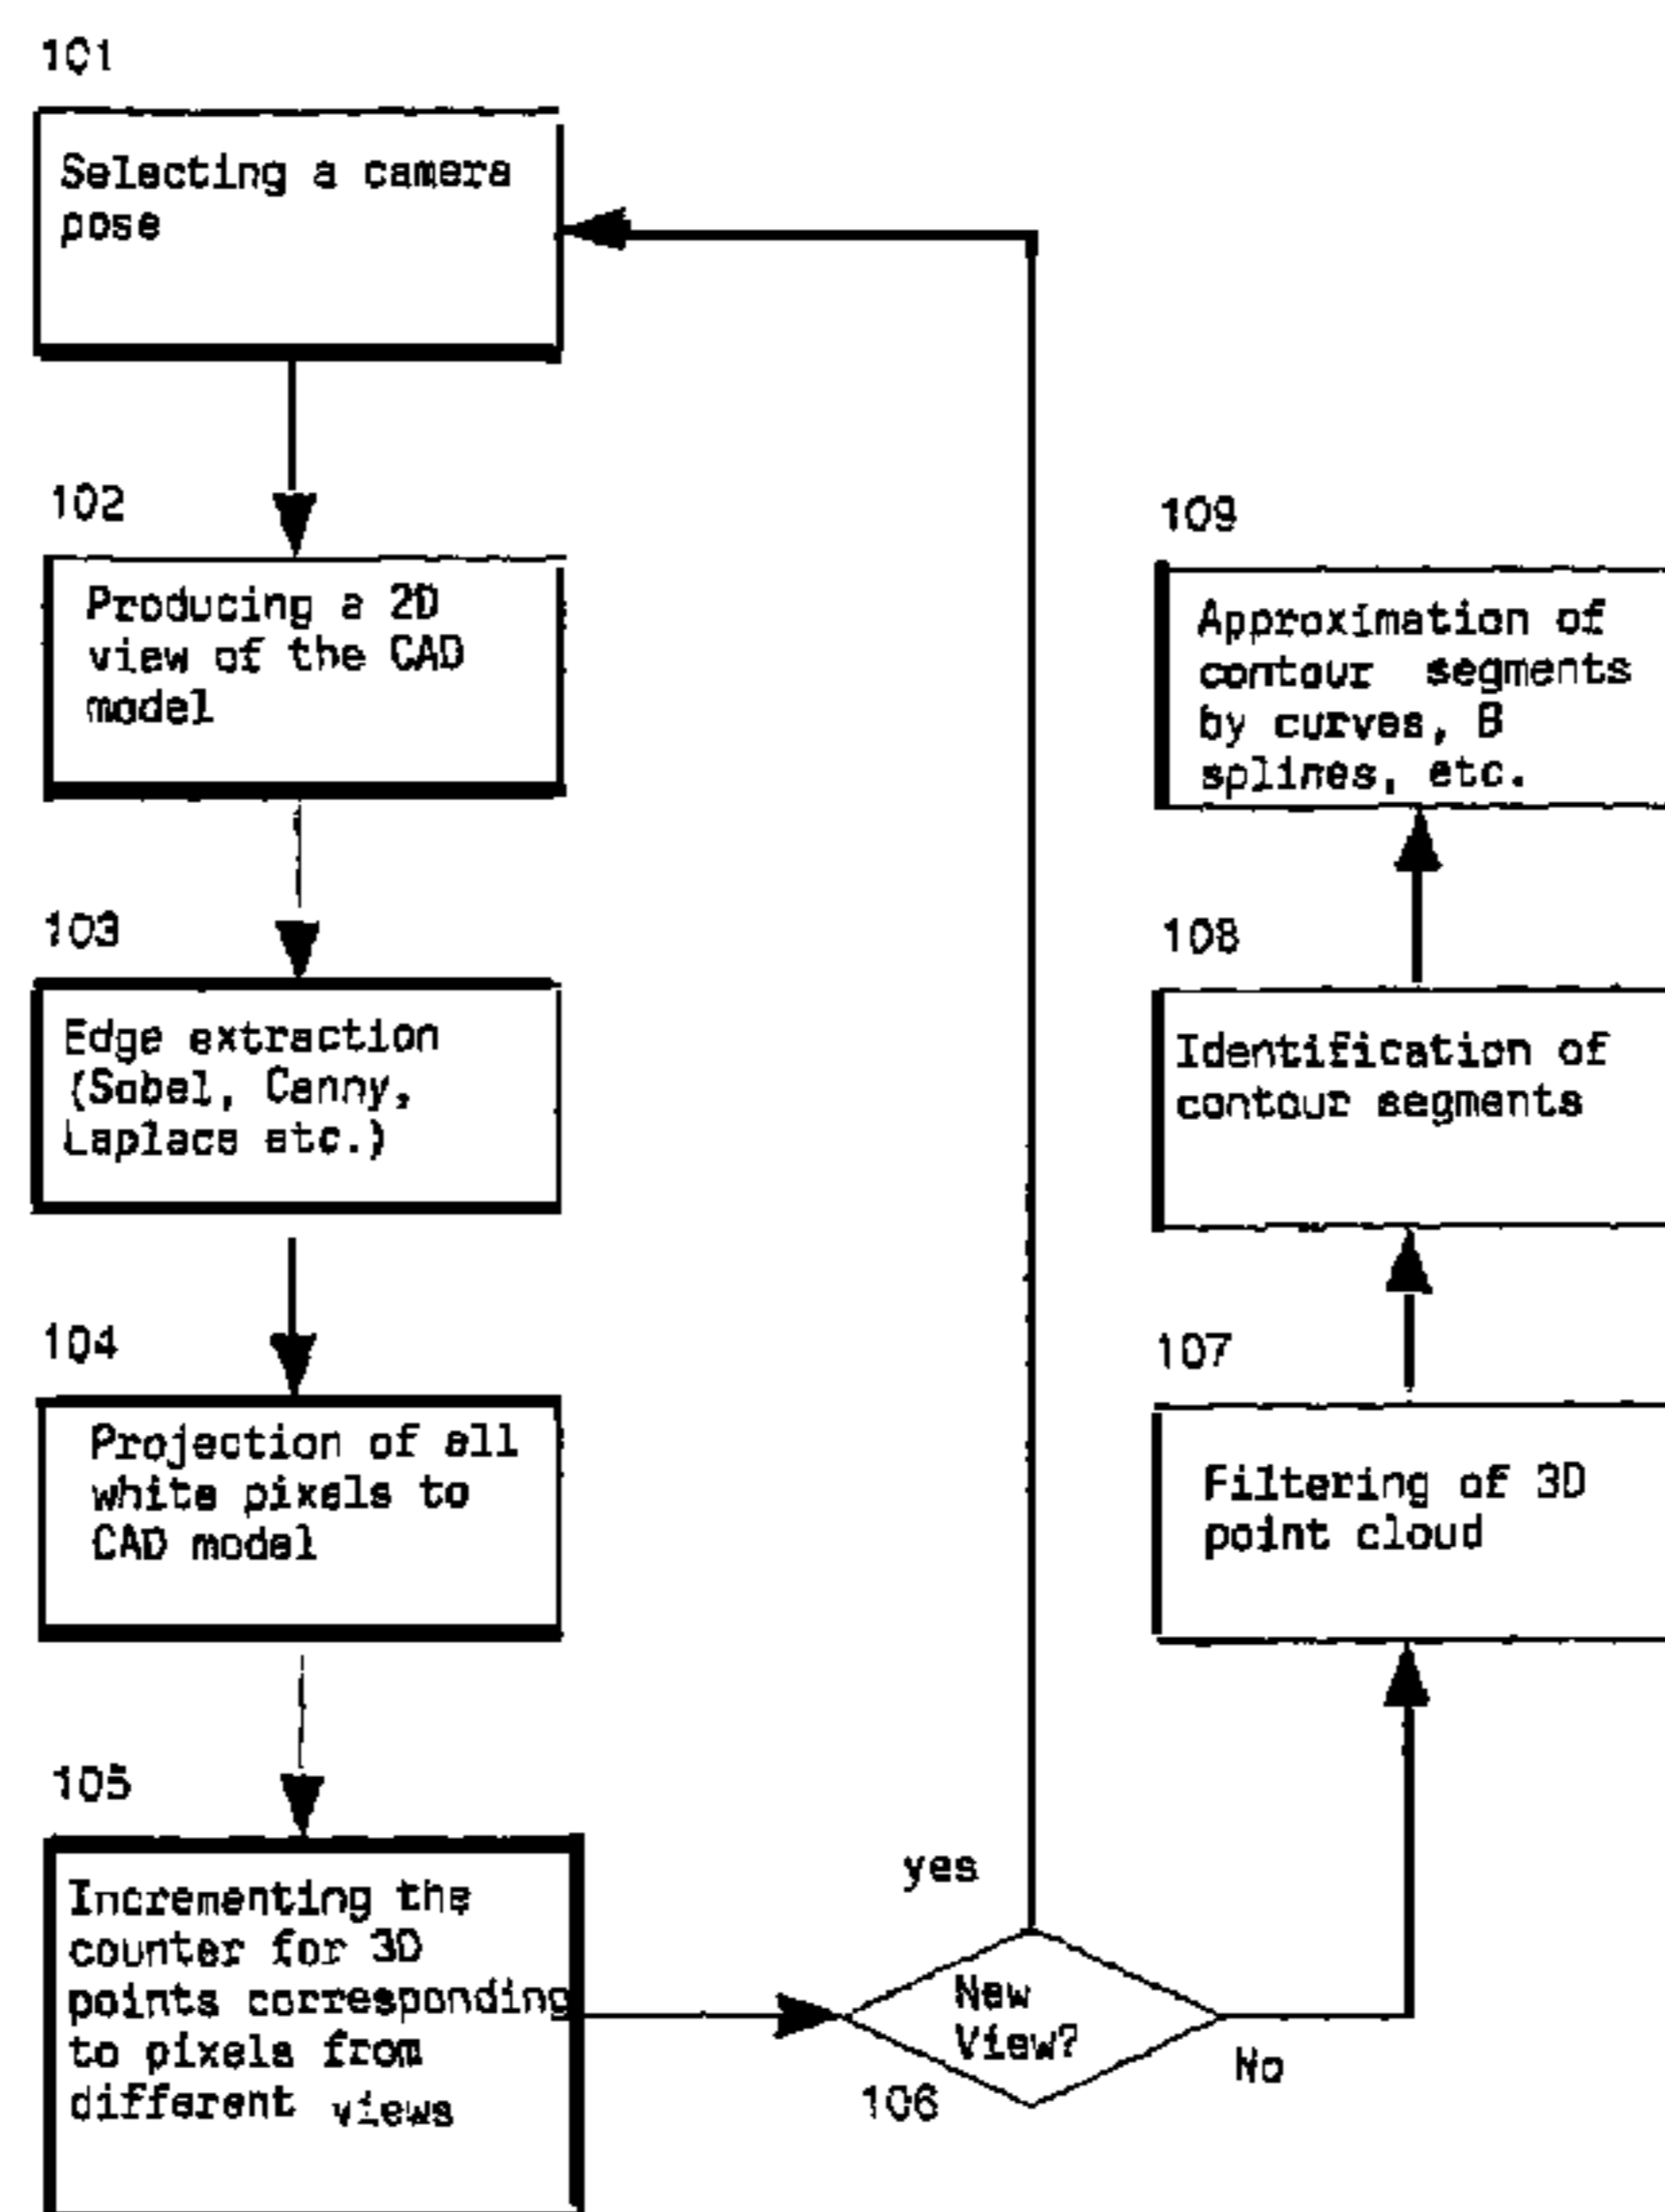 101
Selecting a camera
pose
102
Producing a 2D
view of the CAD
model
103
Edge extraction
(Sobel, Canny,
Laplace etc.)
104
Projection of all
white pixels to
CAD model
105
Incrementing the
counter for 3D
points corresponding
to pixels from
different views
yes
New
View?
No
106
107
Filtering of 3D
point cloud
108
Identification of
contour segments
109
Approximation of
contour segments
by curves, B
splines, etc.